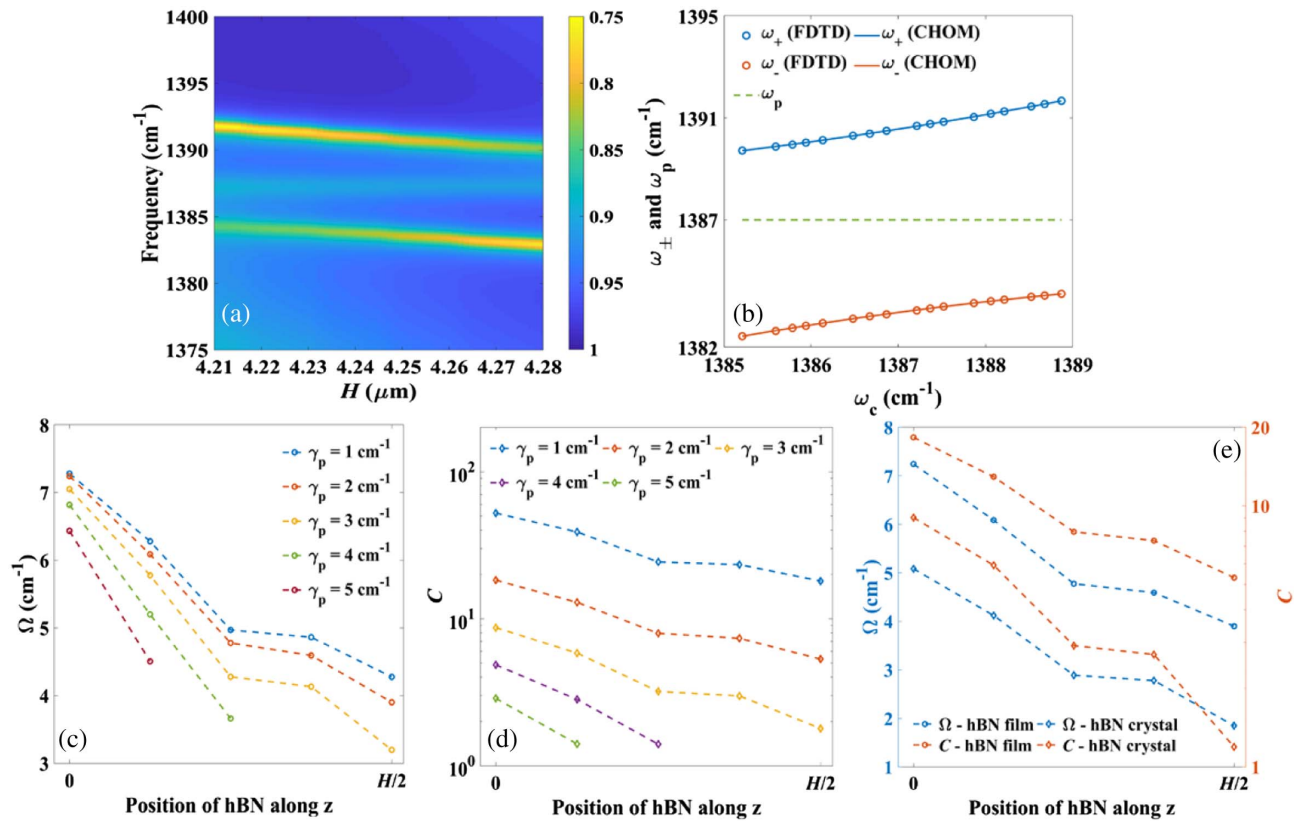 1400
1395
1390
1385
1380
1375
Frequency (cm⁻¹)
(a)
4.21 4.22 4.23 4.24 4.25 4.26 4.27 4.28
H (μm)
0.75
0.8
0.85
0.9
0.95
1
1395
1391
1387
1382
ω± and ωp (cm⁻¹)
ω+ (FDTD) ω+ (CHOM)
ω- (FDTD) ω- (CHOM)
ωp
(b)
1385 1386 1387 1388 1389
ωc (cm⁻¹)
8
7
6
5
4
3
Ω (cm⁻¹)
γp = 1 cm⁻¹
γp = 2 cm⁻¹
γp = 3 cm⁻¹
γp = 4 cm⁻¹
γp = 5 cm⁻¹
(c)
0 H/2
Position of hBN along z
10²
10¹
10⁰
C
γp = 1 cm⁻¹ γp = 2 cm⁻¹ γp = 3 cm⁻¹
γp = 4 cm⁻¹ γp = 5 cm⁻¹
(d)
0 H/2
Position of hBN along z
8
7
6
5
4
3
2
1
Ω (cm⁻¹)
(e)
20
10
1
C
Ω - hBN film Ω - hBN crystal
C - hBN film C - hBN crystal
0 H/2
Position of hBN along z